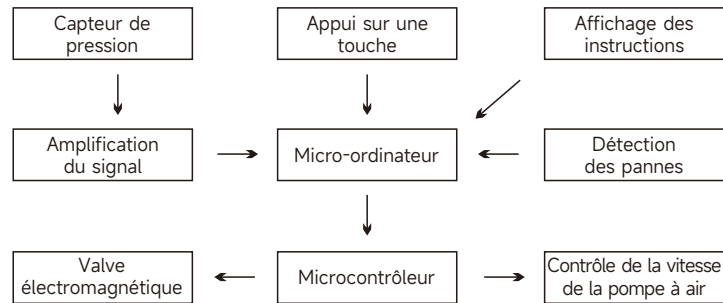 Capteur de
pression
Appui sur une
touche
Affichage des
instructions
Amplification
du signal
Micro-ordinateur
Détection
des pannes
Valve
électromagnétique
Microcontrôleur
Contrôle de la vitesse
de la pompe à air